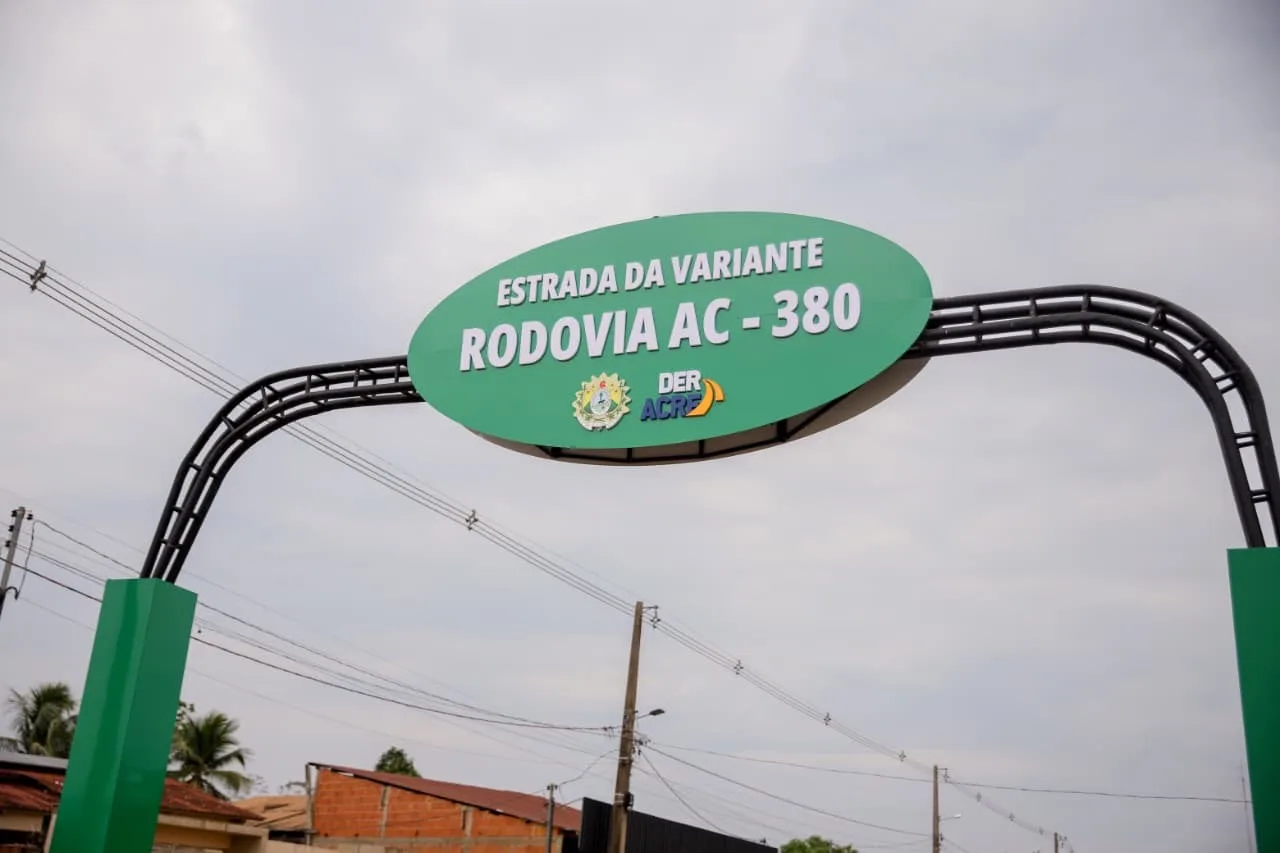 ESTRADA DA VARIANTE
RODOVIA AC - 380
DER
ACRE